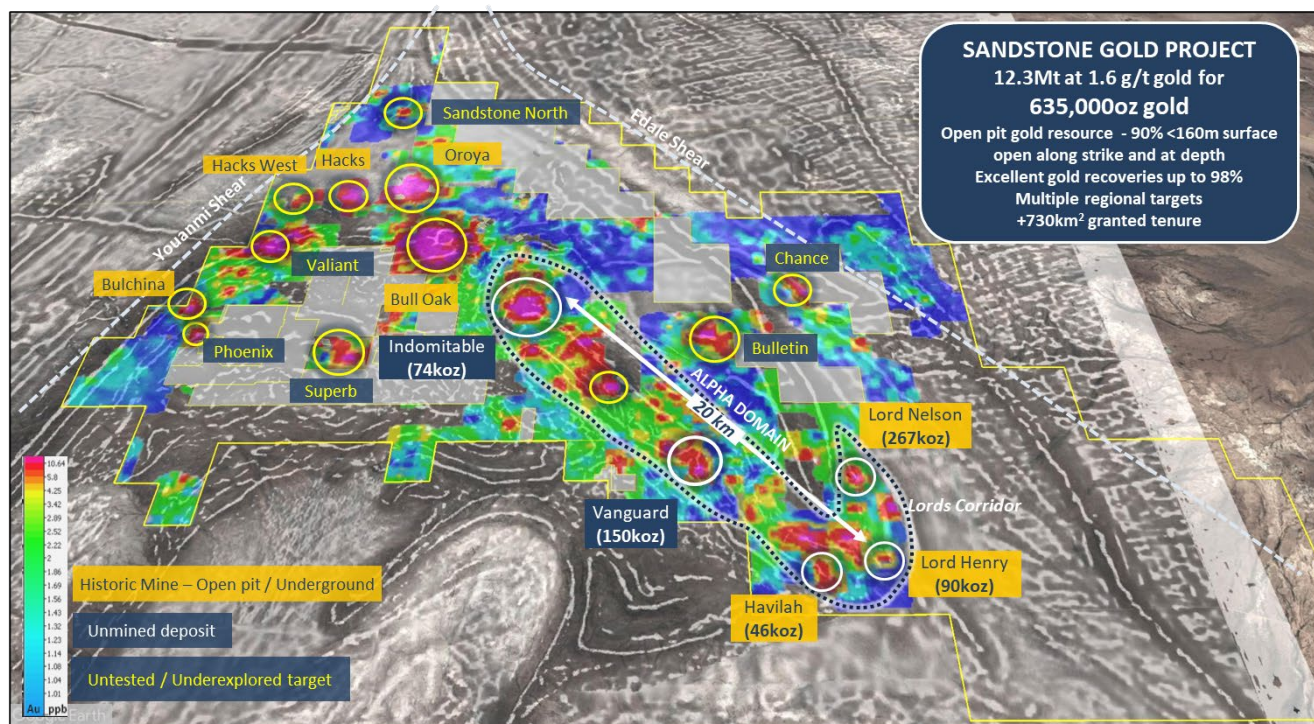 SANDSTONE GOLD PROJECT
12.3Mt at 1.6 g/t gold for
635,000oz gold
Open pit gold resource - 90% <160m surface
open along strike and at depth
Excellent gold recoveries up to 98%
Multiple regional targets
+730km² granted tenure
Sandstone North
Edale Shear
Hacks West
Hacks
Oroya
Youanmi Shear
Valiant
Chance
Bulchina
Bull Oak
Phoenix
Indomitable
(74koz)
Bulletin
Superb
ALPHA DOMAIN
20 km
Lord Nelson
(267koz)
Lords Corridor
Vanguard
(150koz)
Lord Henry
(90koz)
Havilah
(46koz)
10.64
5.0
4.25
3.42
2.89
2.52
2.22
2
1.86
1.69
1.56
1.43
1.32
1.23
1.14
1.08
1.04
1.01
Au ppb
Historic Mine – Open pit / Underground
Unmined deposit
Untested / Underexplored target
Earth